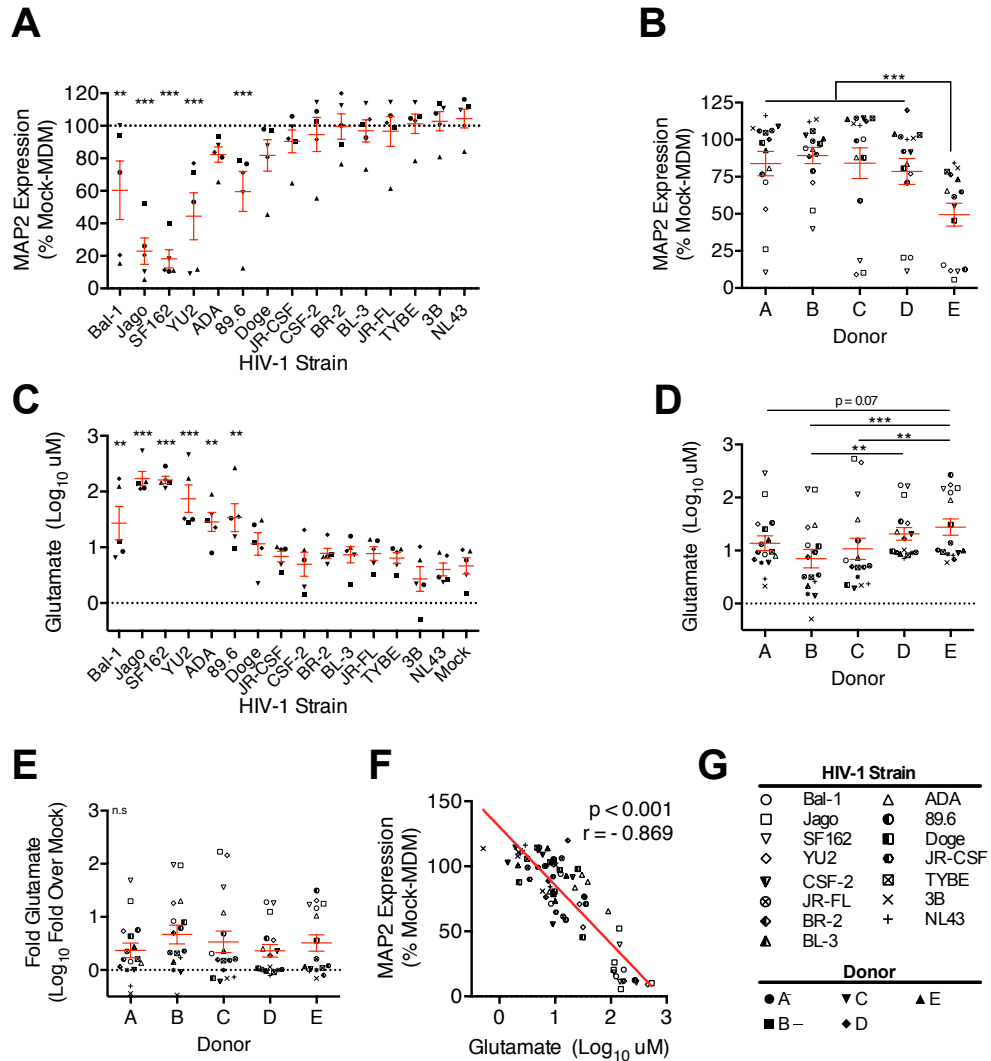 A
** *** *** *** ***
120
100
80
60
40
20
0
MAP2 Expression
(% Mock-MDM)
Bal-1
Jago
SF162
YU2
ADA
89.6
Doge
JR-CSF
CSF-2
BR-2
BL-3
JR-FL
TYBE
3B
NL43
HIV-1 Strain
B
***
125
100
75
50
25
0
MAP2 Expression
(% Mock-MDM)
A B C D E
Donor
C
** *** *** *** ** **
3
2
1
0
Glutamate (Log10 uM)
Bal-1
Jago
SF162
YU2
ADA
89.6
Doge
JR-CSF
CSF-2
BR-2
BL-3
JR-FL
TYBE
3B
NL43
Mock
HIV-1 Strain
D
p = 0.07
***
**
**
3
2
1
0
Glutamate (Log10 uM)
A B C D E
Donor
E
n.s
3
2
1
0
Fold Glutamate
(Log10 Fold Over Mock)
A B C D E
Donor
F
p < 0.001
r = - 0.869
150
100
50
0
MAP2 Expression
(% Mock-MDM)
0 1 2 3
Glutamate (Log10 uM)
G
HIV-1 Strain
Bal-1 ADA
Jago 89.6
SF162 Doge
YU2 JR-CSF
CSF-2 TYBE
JR-FL 3B
BR-2 NL43
BL-3
Donor
A C E
B – D